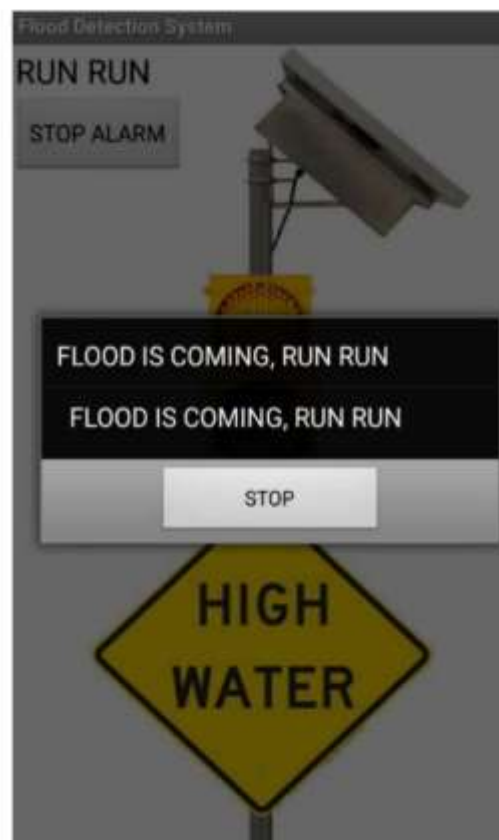 Flood Detection System
RUN RUN
STOP ALARM
FLOOD IS COMING, RUN RUN
FLOOD IS COMING, RUN RUN
STOP
HIGH
WATER